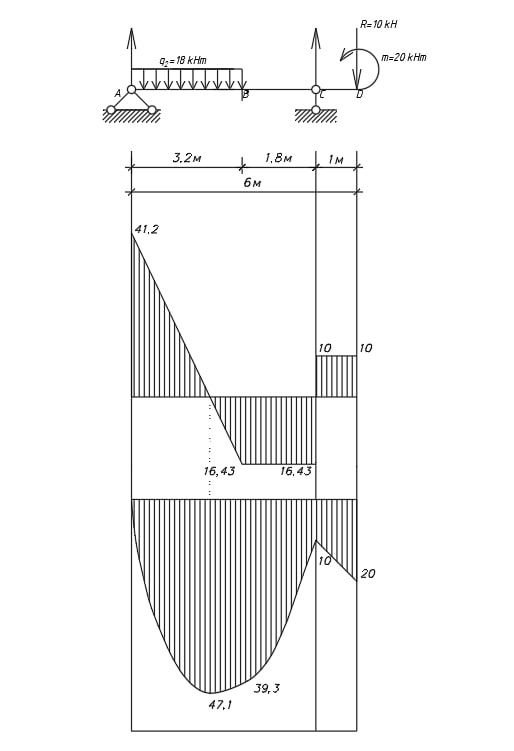 R=10 kH
q₂=18 kHm
m=20 kHm
A
B
C
D
3,2м
1,8м
1м
6м
41,2
10
10
16,43
16,43
10
20
39,3
47,1